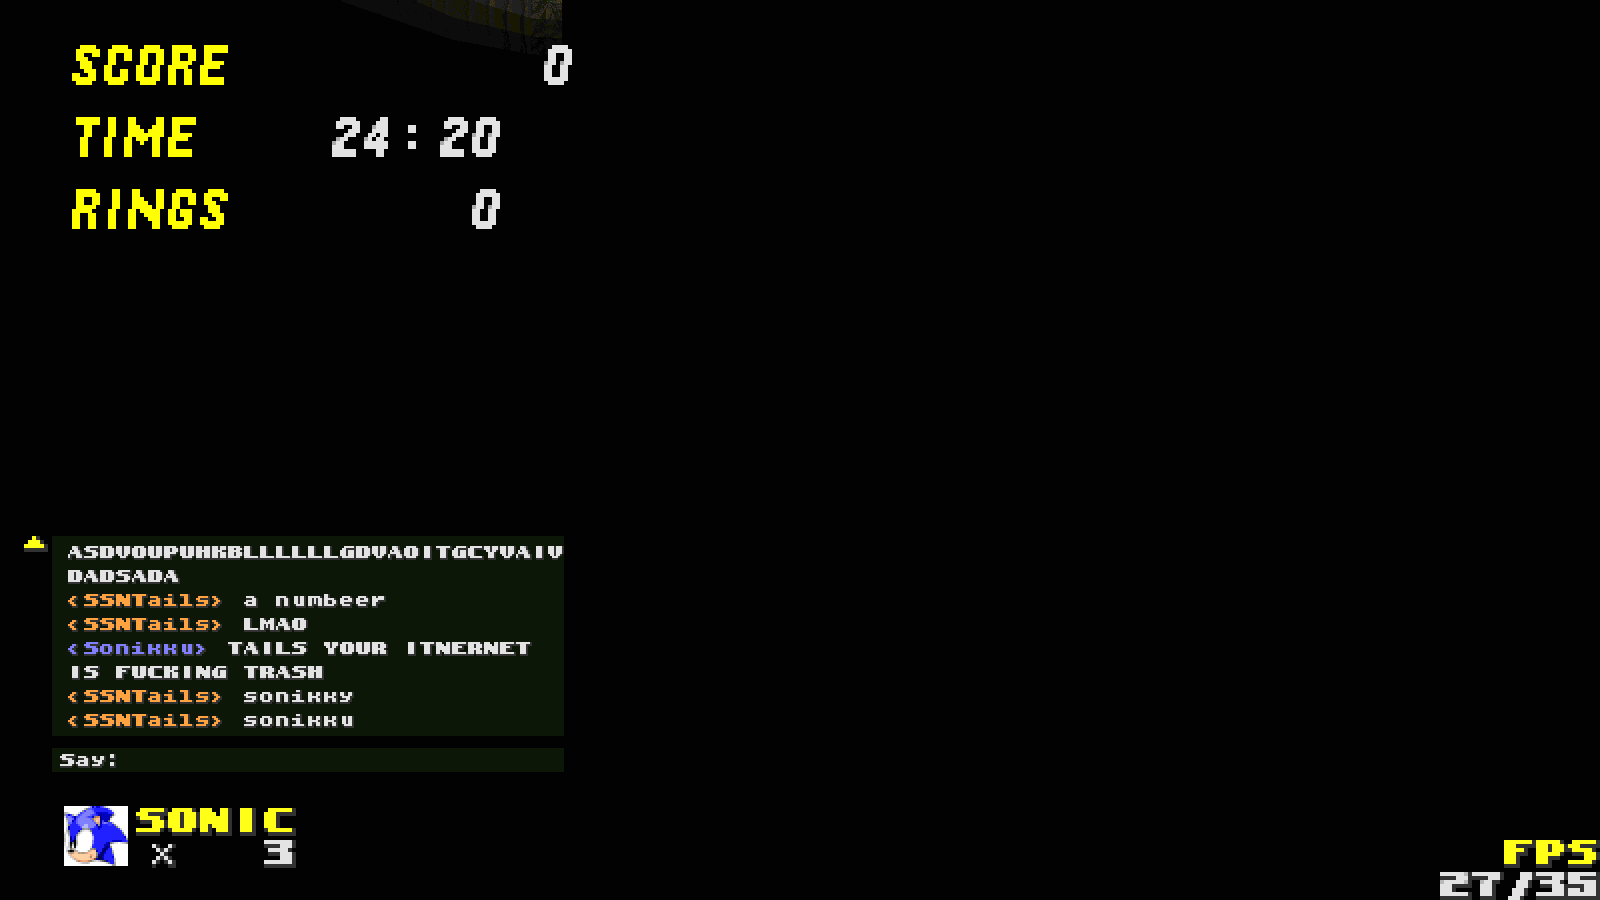 SCORE 0
TIME 24:20
RINGS 0
ASDVOUPUHKBLLLLLLGDVAOITGCYVAIV
DADSADA
<SSNTails> a numbeer
<SSNTails> LMAO
<Sonikku> TAILS YOUR ITNERNET
IS FUCKING TRASH
<SSNTails> sonikky
<SSNTails> sonikku
Say:
SONIC
X 3
FPS
27/35